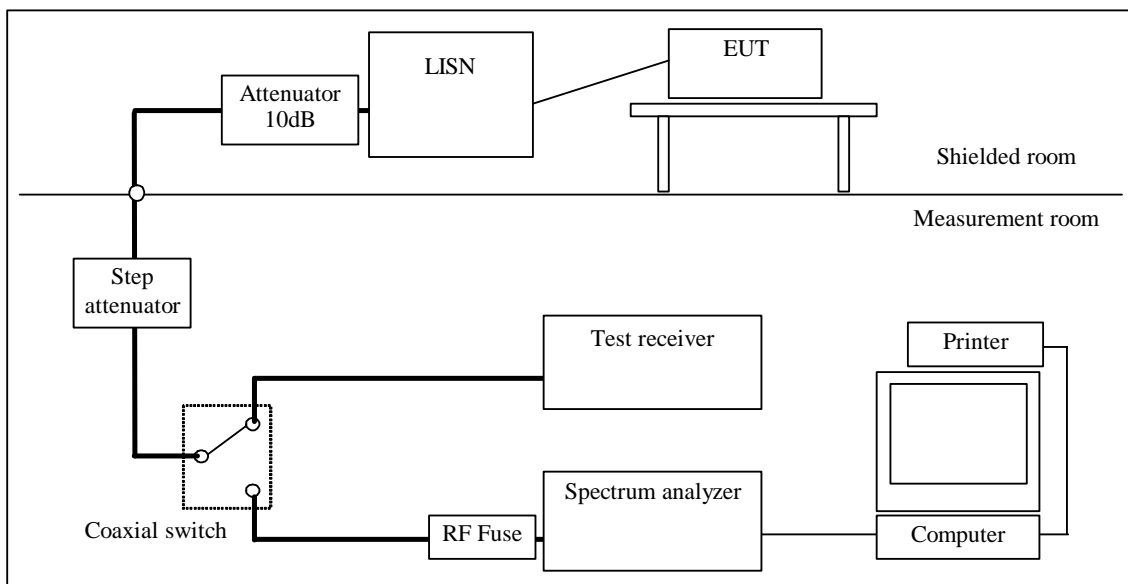 EUT
LISN
Attenuator
10dB
Shielded room
Measurement room
Step
attenuator
Test receiver
Printer
Spectrum analyzer
Coaxial switch
RF Fuse
Computer